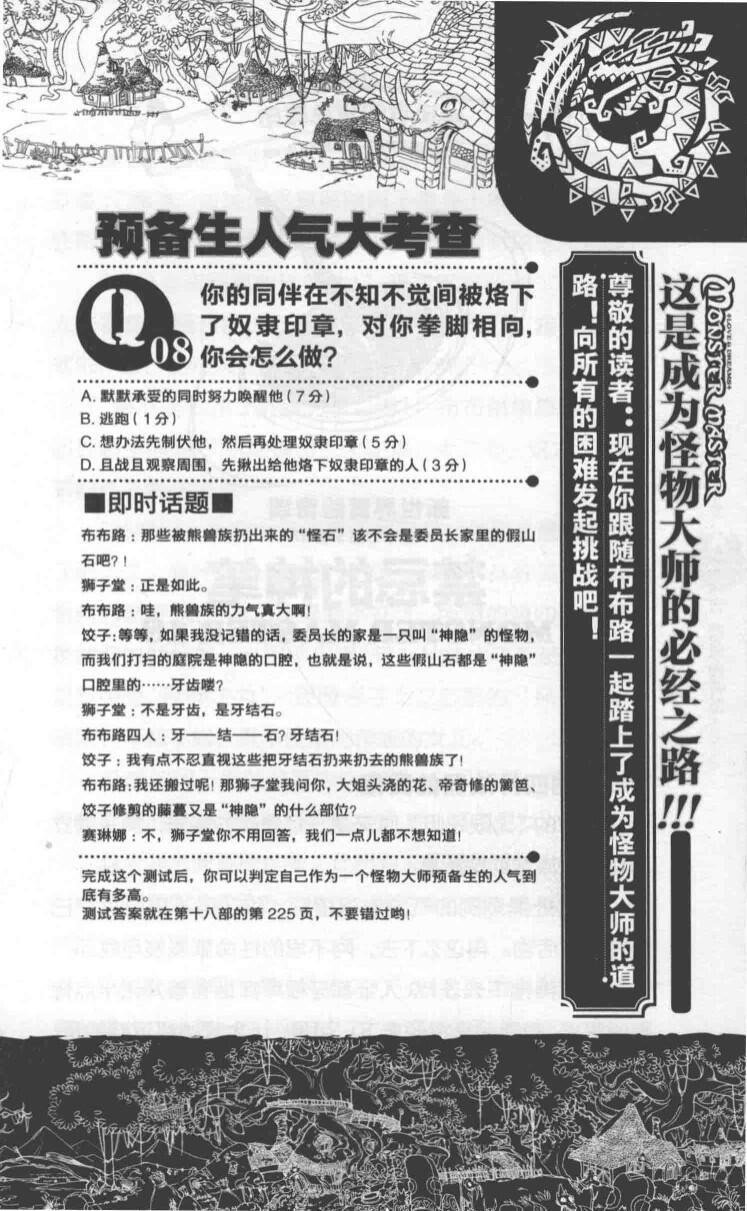 预备生人气大考查
Q08
你的同伴在不知不觉间被烙下
了奴隶印章，对你拳脚相向，
你会怎么做？
A. 默默承受的同时努力唤醒他（7分）
B. 逃跑（1分）
C. 想办法先制伏他，然后再处理奴隶印章（5分）
D. 且战且观察周围，先揪出给他烙下奴隶印章的人（3分）
■即时话题■
布布路：那些被熊兽族扔出来的“怪石”该不会是委员长家里的假山
石吧？！
狮子堂：正是如此。
布布路：哇，熊兽族的力气真大啊！
饺子：等等，如果我没记错的话，委员长的家是一只叫“神隐”的怪物，
而我们打扫的庭院是神隐的口腔，也就是说，这些假山石都是“神隐”
口腔里的……牙齿喽？
狮子堂：不是牙齿，是牙结石。
布布路四人：牙——结——石？牙结石！
饺子：我有点不忍直视这些把牙结石扔来扔去的熊兽族了！
布布路：我还搬过呢！那狮子堂我问你，大姐头浇的花、帝奇修的篱笆、
饺子修剪的藤蔓又是“神隐”的什么部位？
赛琳娜：不，狮子堂你不用回答，我们一点儿都不想知道！
完成这个测试后，你可以判定自己作为一个怪物大师预备生的人气到
底有多高。
测试答案就在第十八部的第 225 页，不要错过哟！
MONSTER MASTER
LOVE & DREAMS
这是成为怪物大师的必经之路！！！
尊敬的读者：现在你跟随布布路一起踏上了成为怪物大师的道
路！向所有的困难发起挑战吧！